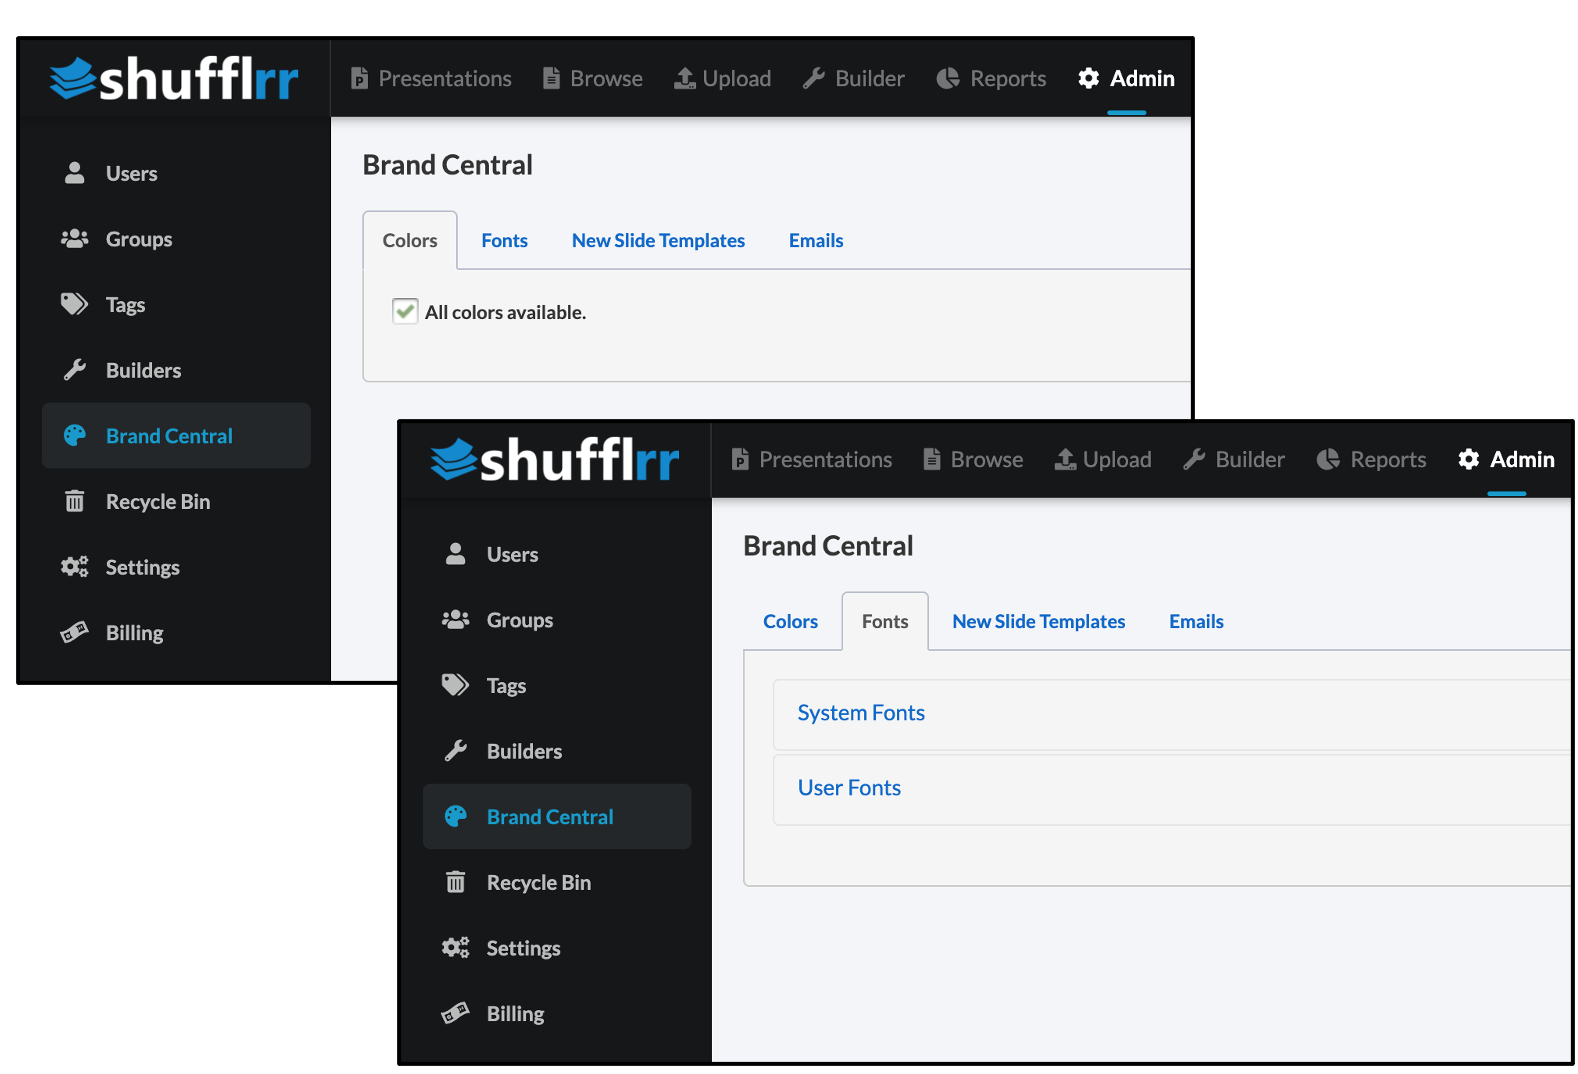 shufflrr
Presentations Browse Upload Builder Reports Admin
Users
Groups
Tags
Builders
Brand Central
Recycle Bin
Settings
Billing
Brand Central
Colors Fonts New Slide Templates Emails
All colors available.
shufflrr
Presentations Browse Upload Builder Reports Admin
Users
Groups
Tags
Builders
Brand Central
Recycle Bin
Settings
Billing
Brand Central
Colors Fonts New Slide Templates Emails
System Fonts
User Fonts